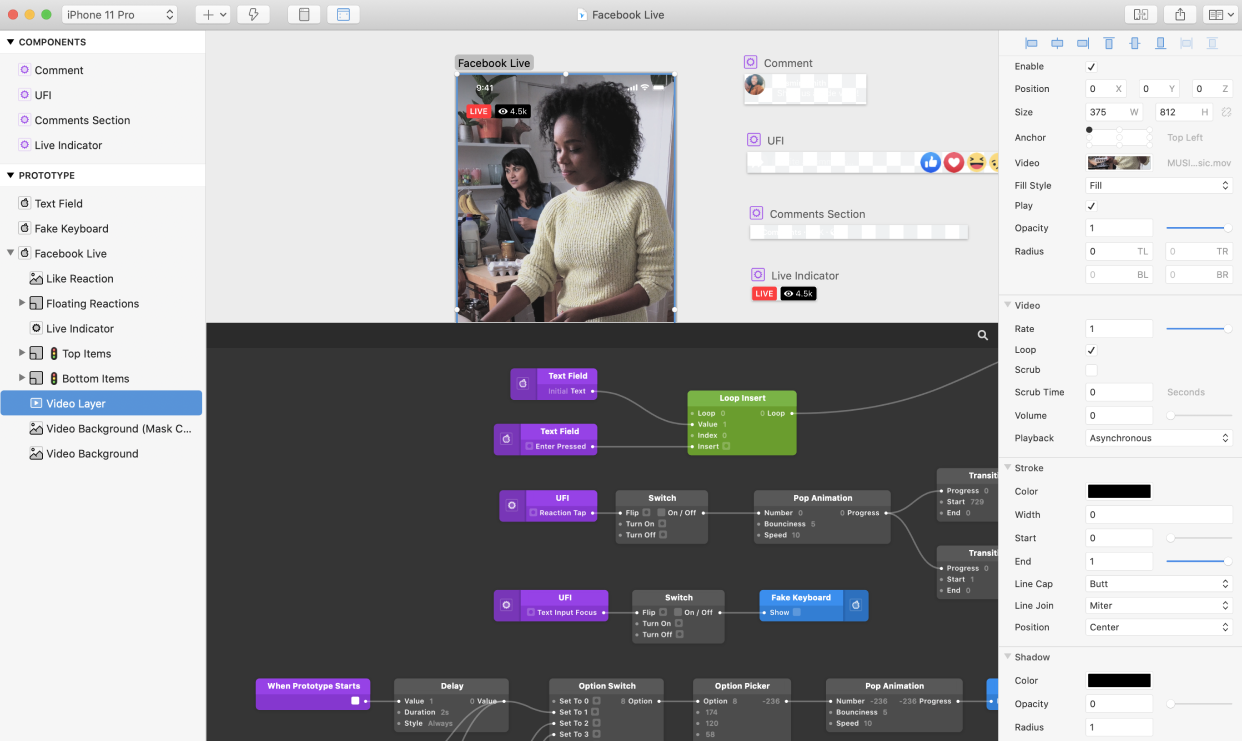 iPhone 11 Pro
Facebook Live
COMPONENTS
Comment
UFI
Comments Section
Live Indicator
PROTOTYPE
Text Field
Fake Keyboard
Facebook Live
Like Reaction
Floating Reactions
Live Indicator
Top Items
Bottom Items
Video Layer
Video Background (Mask C...
Video Background
Facebook Live
9:41
LIVE 4.5k
Comment
UFI
Comments Section
Live Indicator
LIVE 4.5k
Text Field
Initial Text
Text Field
Enter Pressed
Loop Insert
Loop 0 0 Loop
Value 1
Index 0
Insert
UFI
Reaction Tap
Switch
Flip On / Off
Turn On
Turn Off
Pop Animation
Number 0 0 Progress
Bounciness 5
Speed 10
Transiti
Progress 0
Start 729
End 0
Transiti
Progress 0
Start 1
End 0
UFI
Text Input Focus
Switch
Flip On / Off
Turn On
Turn Off
Fake Keyboard
Show
When Prototype Starts
Delay
Value 1 0 Value
Duration 2s
Style Always
Option Switch
Set To 0 8 Option
Set To 1
Set To 2
Set To 3
Option Picker
Option 8 -236
174
120
58
Pop Animation
Number -236 -236 Progress
Bounciness 5
Speed 10
Enable
Position 0 X 0 Y 0 Z
Size 375 W 812 H
Anchor Top Left
Video MUSI...sic.mov
Fill Style Fill
Play
Opacity 1
Radius 0 TL 0 TR
0 BL 0 BR
Video
Rate 1
Loop
Scrub
Scrub Time 0 Seconds
Volume 0
Playback Asynchronous
Stroke
Color
Width 0
Start 0
End 1
Line Cap Butt
Line Join Miter
Position Center
Shadow
Color
Opacity 0
Radius 1